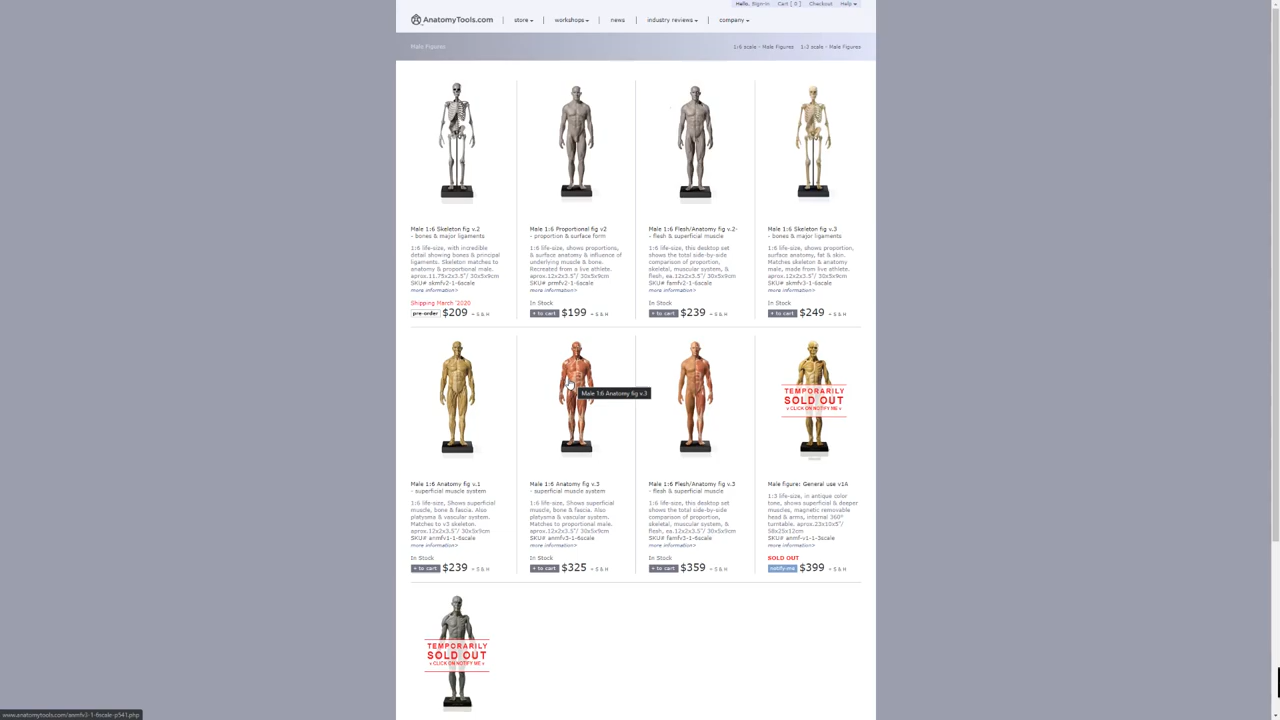 Hello, Sign-in Cart [ 0 ] Checkout Help
AnatomyTools.com store workshops news industry reviews company
Male Figures 1:6 scale - Male Figures 1:3 scale - Male Figures
Male 1:6 Skeleton fig v.2
- bones & major ligaments
1:6 life-size, with incredible
detail showing bones & principal
ligaments. Skeleton matches to
anatomy & proportional male.
aprox.11.75x2x3.5"/ 30x5x9cm
SKU# skmfv2-1-6scale
more information>
Shipping March '2020
pre-order $209 + S & H
Male 1:6 Proportional fig v2
- proportion & surface form
1:6 life-size, shows proportions,
& surface anatomy & influence of
underlying muscle & bone.
Recreated from a live athlete.
aprox.12x2x3.5"/ 30x5x9cm
SKU# prmfv2-1-6scale
more information>
In Stock
+ to cart $199 + S & H
Male 1:6 Flesh/Anatomy fig v.2-
- flesh & superficial muscle
1:6 life-size, this desktop set
shows the total side-by-side
comparison of proportion,
skeletal, muscular system, &
flesh, ea.12x2x3.5"/ 30x5x9cm
SKU# famfv2-1-6scale
more information>
In Stock
+ to cart $239 + S & H
Male 1:6 Skeleton fig v.3
- bones & major ligaments
1:6 life-size, shows proportion,
surface anatomy, fat & skin.
Matches skeleton & anatomy
male, made from live athlete.
aprox.12x2x3.5"/ 30x5x9cm
SKU# skmfv3-1-6scale
more information>
In Stock
+ to cart $249 + S & H
Male 1:6 Anatomy fig v.1
- superficial muscle system
1:6 life-size, Shows superficial
muscle, bone & fascia. Also
platysma & vascular system.
Matches to v3 skeleton.
aprox.12x2x3.5"/ 30x5x9cm
SKU# anmfv1-6scale
more information>
In Stock
+ to cart $239 + S & H
Male 1:6 Anatomy fig v.3
Male 1:6 Anatomy fig v.3
- superficial muscle system
1:6 life-size, Shows superficial
muscle, bone & fascia. Also
platysma & vascular system.
Matches to proportional male.
aprox.12x2x3.5"/ 30x5x9cm
SKU# anmfv3-1-6scale
more information>
In Stock
+ to cart $325 + S & H
Male 1:6 Flesh/Anatomy fig v.3
- flesh & superficial muscle
1:6 life-size, this desktop set
shows the total side-by-side
comparison of proportion,
skeletal, muscular system, &
flesh, ea.12x2x3.5"/ 30x5x9cm
SKU# famfv3-1-6scale
more information>
In Stock
+ to cart $359 + S & H
TEMPORARILY
SOLD OUT
CLICK ON NOTIFY ME
Male figure: General use v1A
1:3 life-size, in antique color
tone, shows superficial & deeper
muscles, magnetic removable
head & arms, internal 360°
turntable. aprox.23x10x5"/
58x25x12cm
SKU# anmf-v1-1-3scale
more information>
SOLD OUT
notify-me $399 + S & H
TEMPORARILY
SOLD OUT
CLICK ON NOTIFY ME
www.anatomytools.com/anmfv3-1-6scale-p541.php